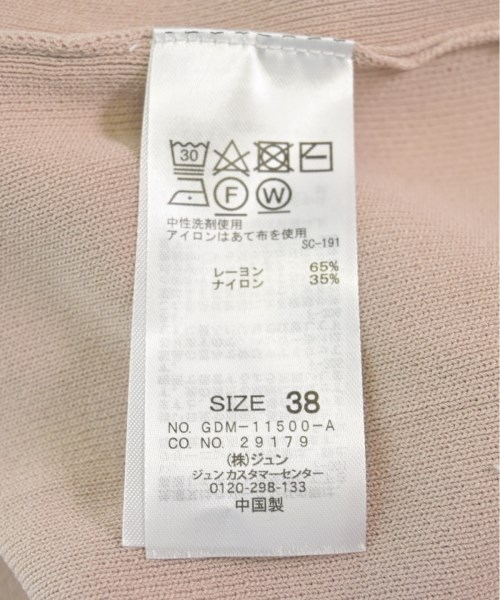 30
F W
中性洗剤使用
アイロンはあて布を使用
SC-191
レーヨン 65%
ナイロン 35%
SIZE 38
NO. GDM-11500-A
CO. NO. 29179
(株)ジュン
ジュンカスタマーセンター
0120-298-133
中国製